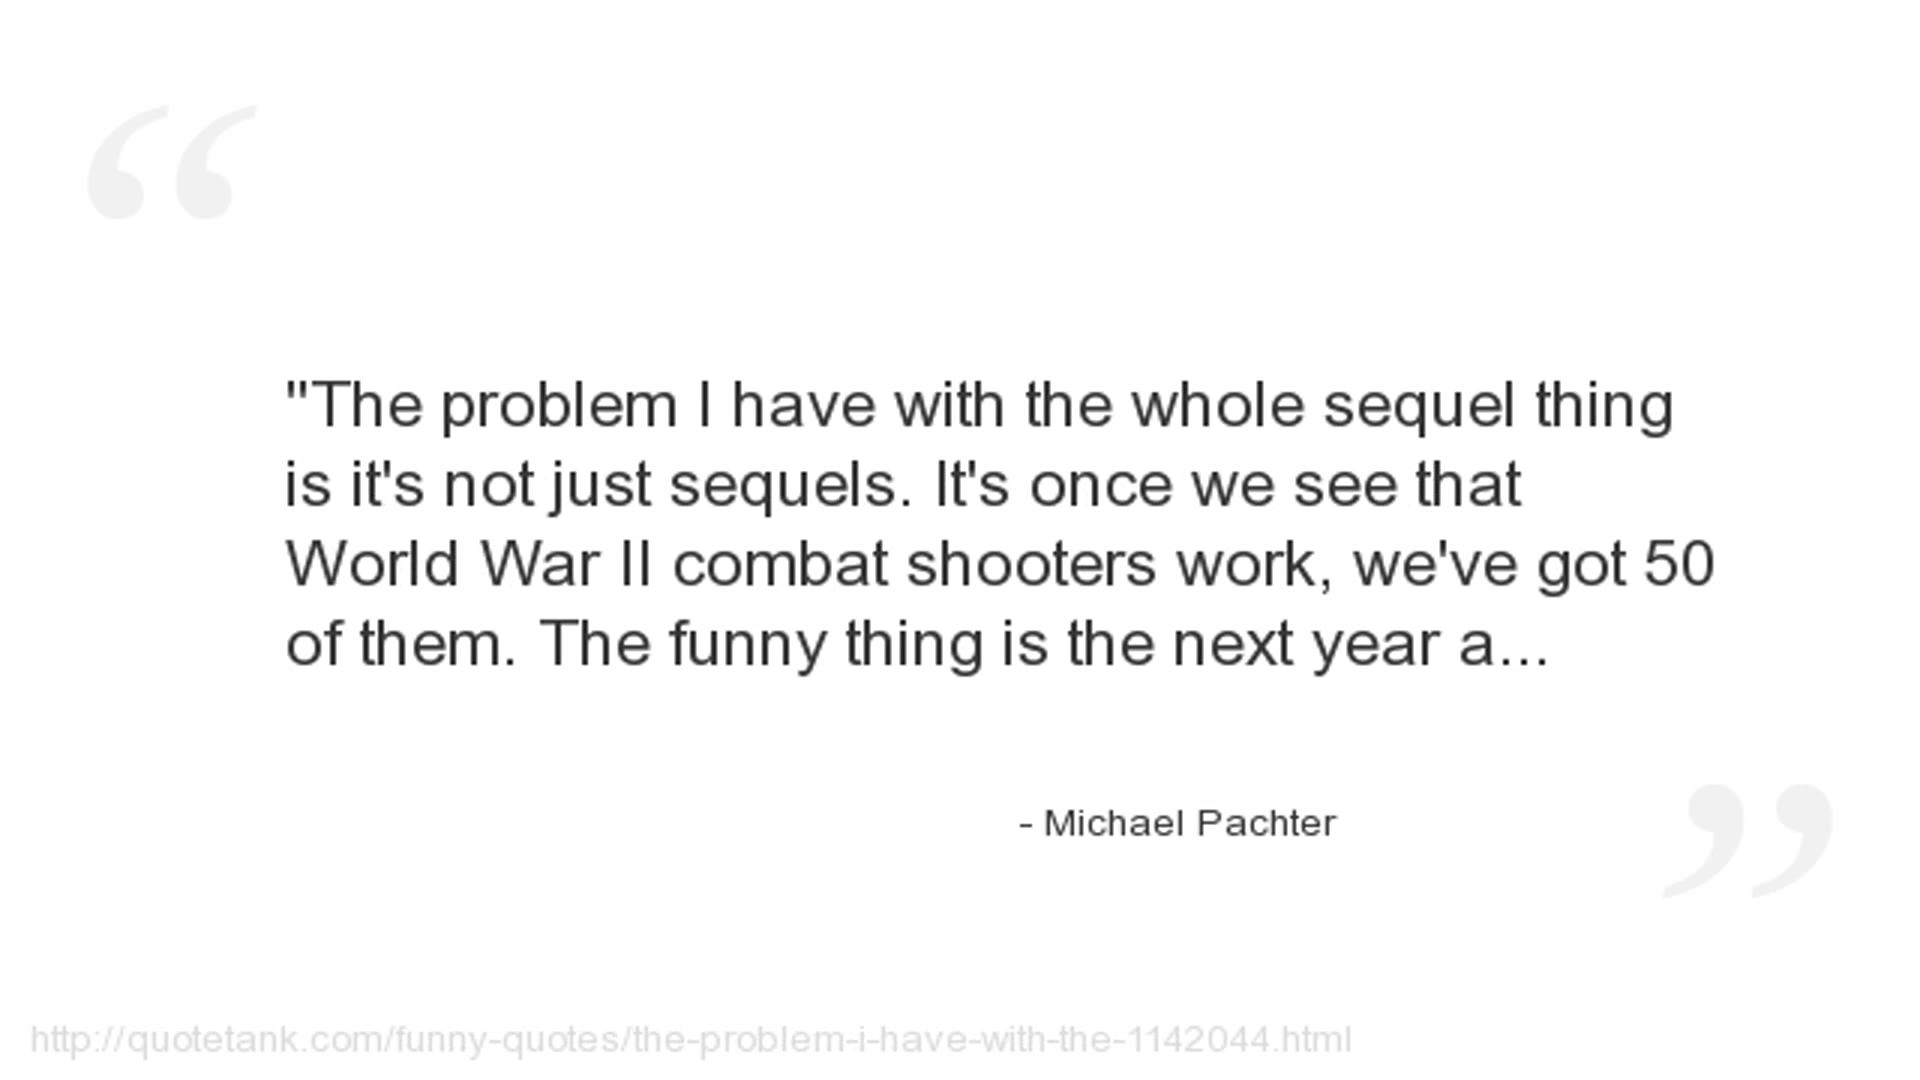 "The problem I have with the whole sequel thing
is it's not just sequels. It's once we see that
World War II combat shooters work, we've got 50
of them. The funny thing is the next year a...
- Michael Pachter
http://quotetank.com/funny-quotes/the-problem-i-have-with-the-1142044.html